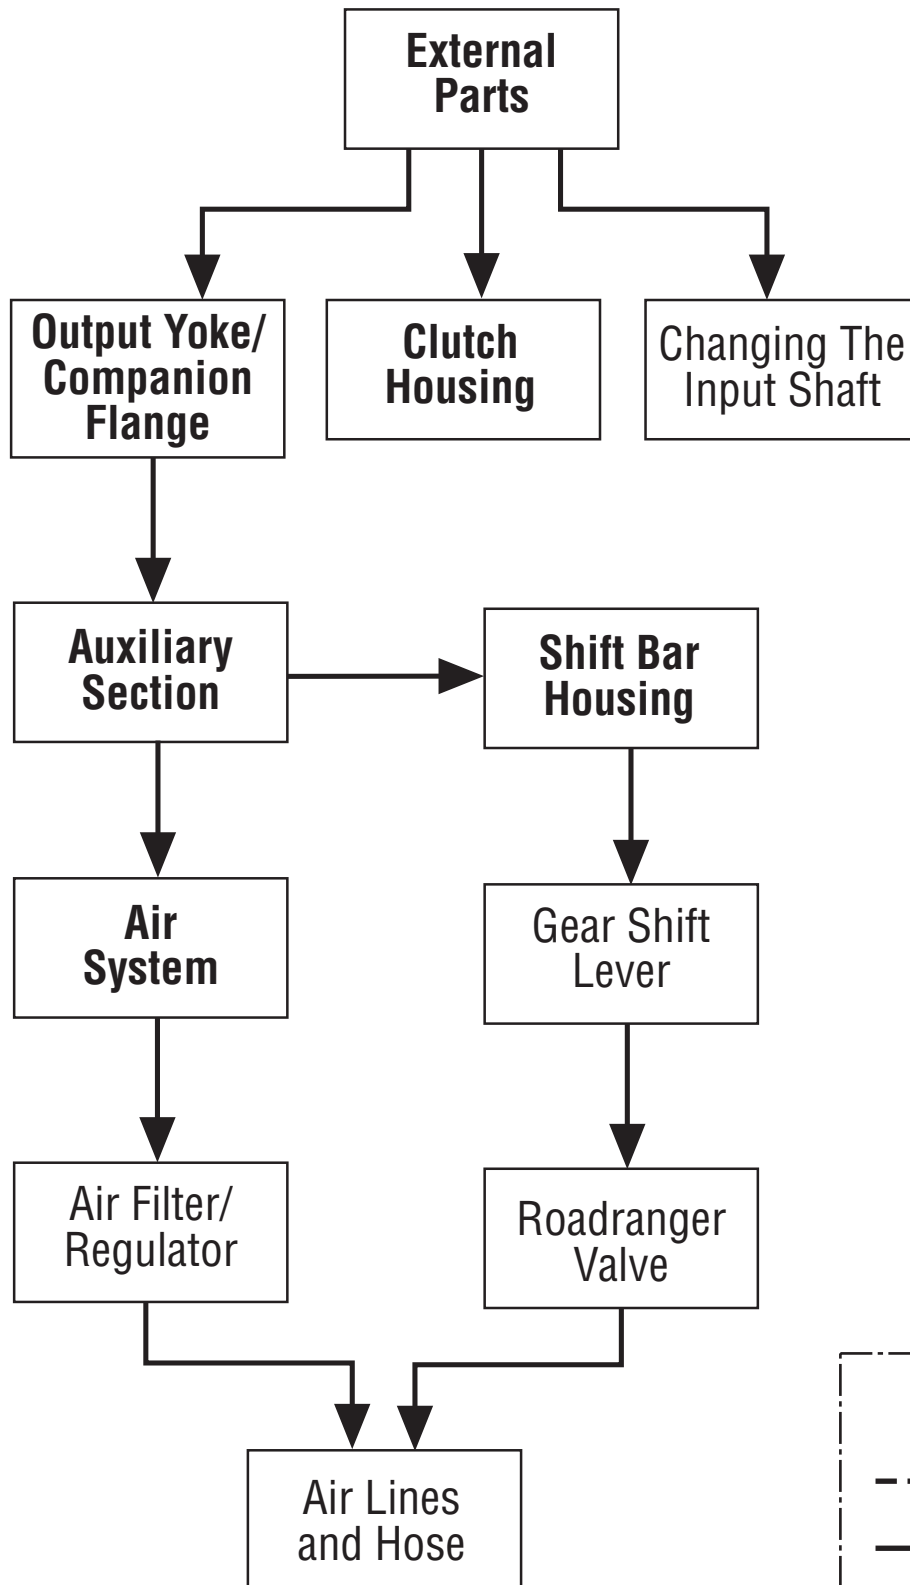 External
Parts
Output Yoke/
Companion
Flange
Clutch
Housing
Changing The
Input Shaft
Auxiliary
Section
Shift Bar
Housing
Air
System
Gear Shift
Lever
Air Filter/
Regulator
Roadranger
Valve
Air Lines
and Hose